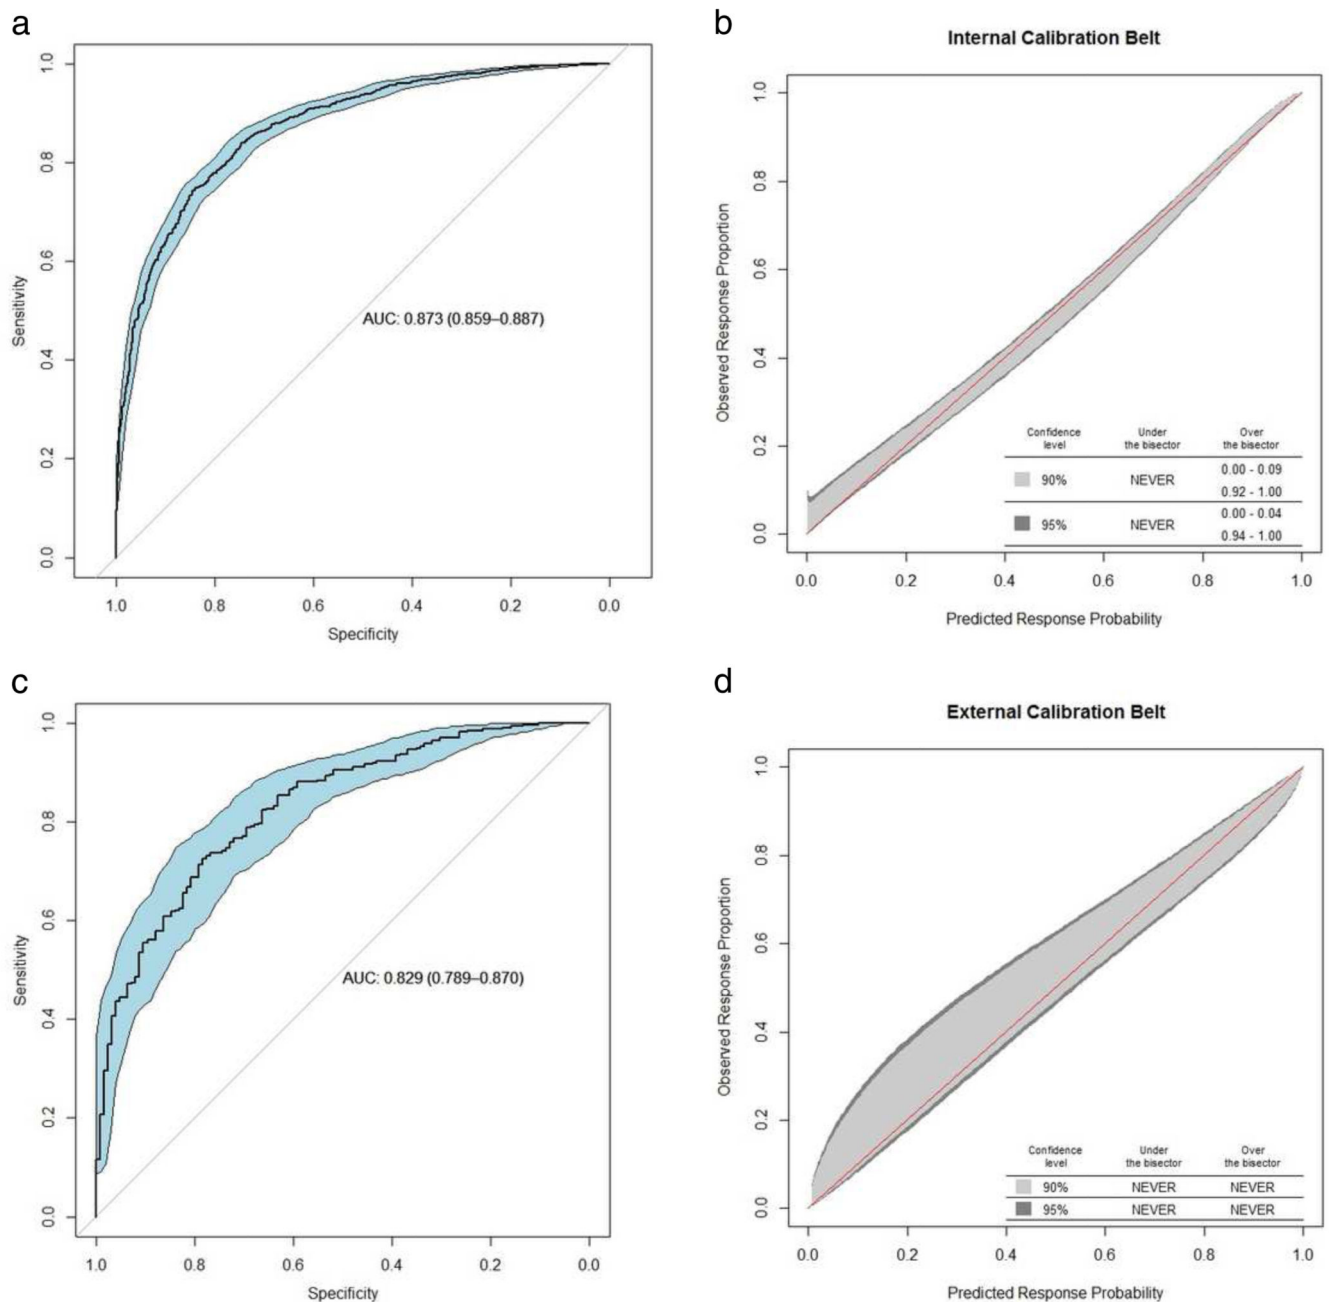 a
1.0
0.8
0.6
0.4
0.2
0.0
Sensitivity
AUC: 0.873 (0.859–0.887)
1.0 0.8 0.6 0.4 0.2 0.0
Specificity
b
Internal Calibration Belt
1.0
0.8
0.6
0.4
0.2
0.0
Observed Response Proportion
Confidence level Under the bisector Over the bisector
90% NEVER 0.00 - 0.09
0.92 - 1.00
95% NEVER 0.00 - 0.04
0.94 - 1.00
0.0 0.2 0.4 0.6 0.8 1.0
Predicted Response Probability
c
1.0
0.8
0.6
0.4
0.2
0.0
Sensitivity
AUC: 0.829 (0.789–0.870)
1.0 0.8 0.6 0.4 0.2 0.0
Specificity
d
External Calibration Belt
1.0
0.8
0.6
0.4
0.2
0.0
Observed Response Proportion
Confidence level Under the bisector Over the bisector
90% NEVER NEVER
95% NEVER NEVER
0.0 0.2 0.4 0.6 0.8 1.0
Predicted Response Probability